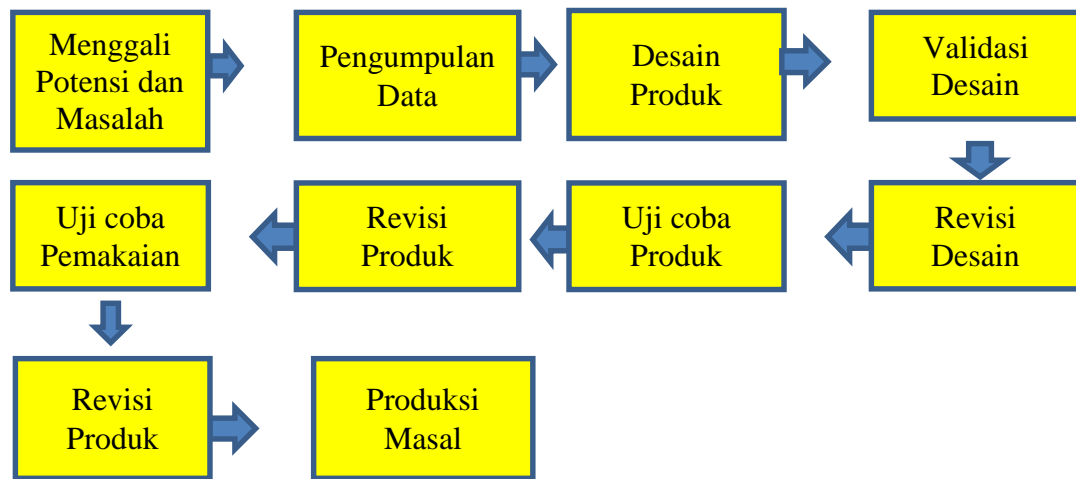 Menggali
Potensi dan
Masalah
Pengumpulan
Data
Desain
Produk
Validasi
Desain
Revisi
Desain
Uji coba
Produk
Revisi
Produk
Uji coba
Pemakaian
Revisi
Produk
Produksi
Masal